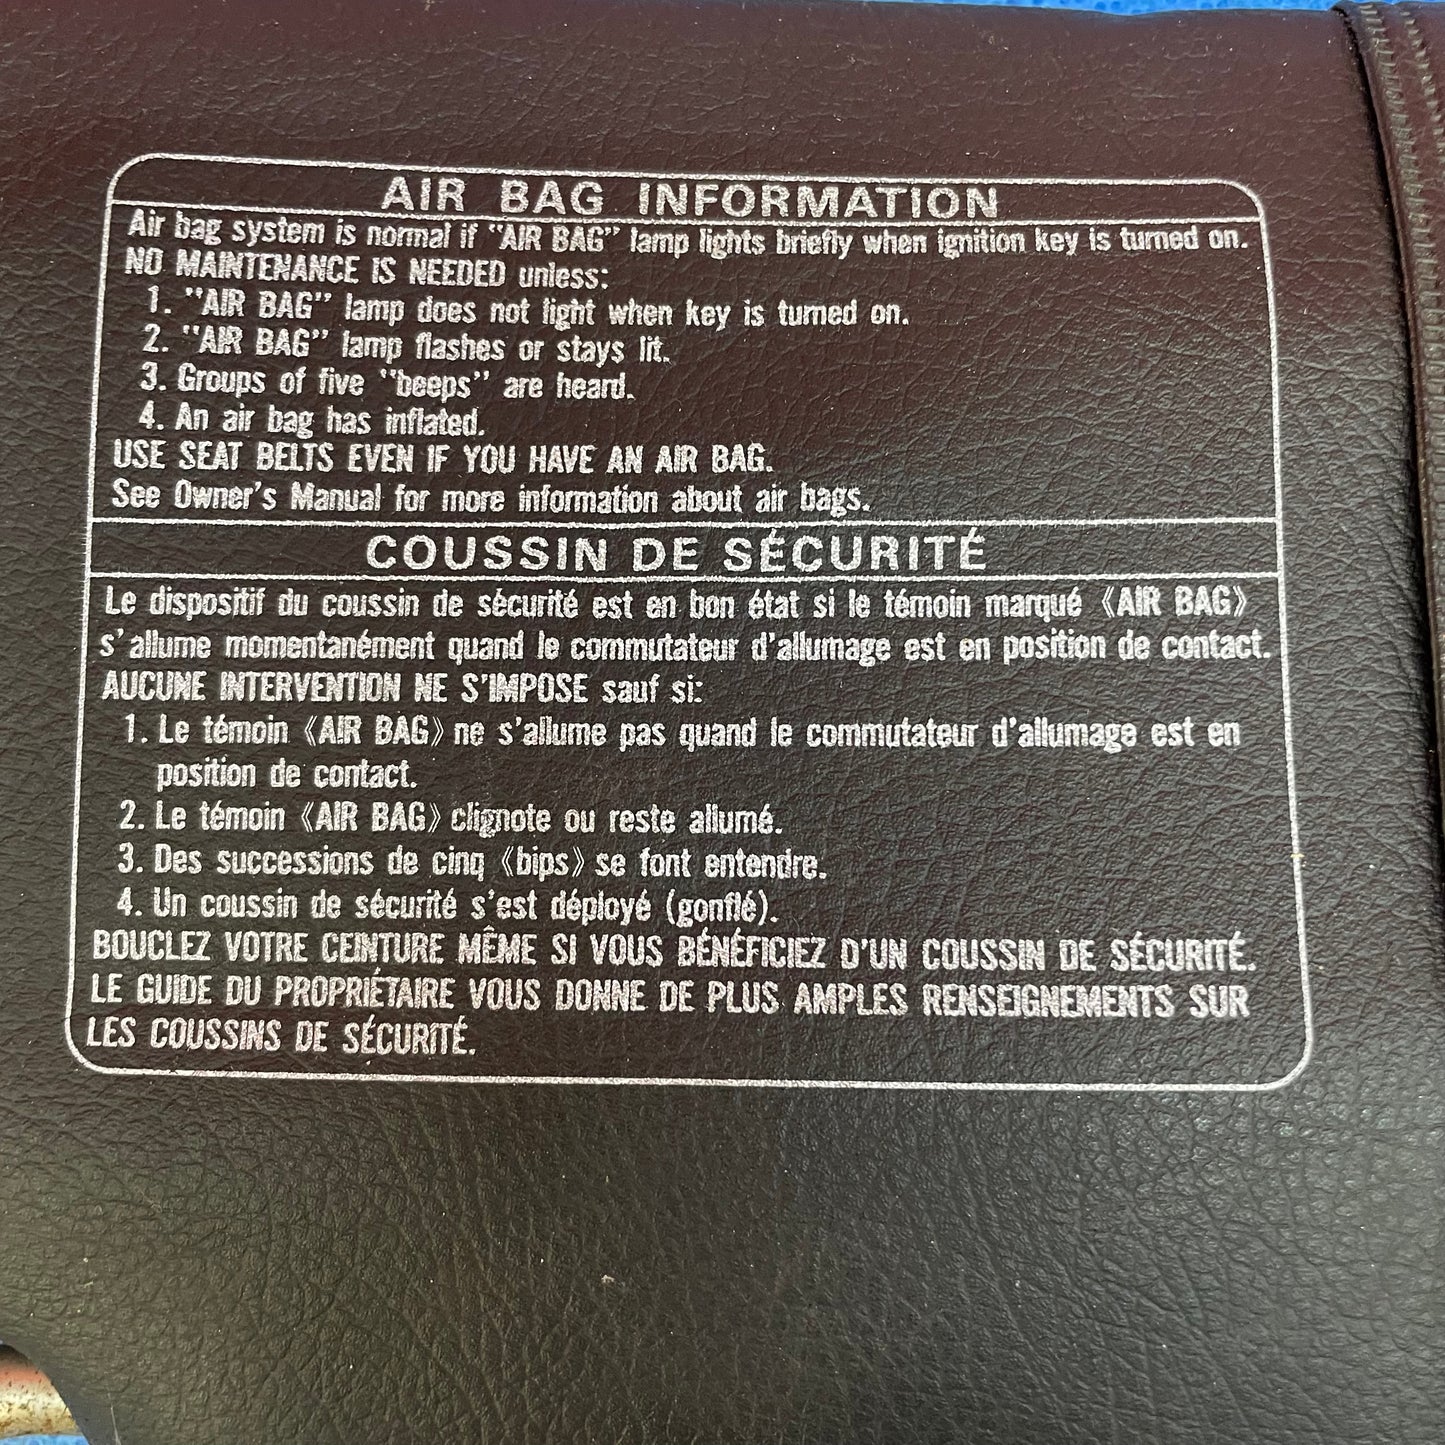 AIR BAG INFORMATION
Air bag system is normal if "AIR BAG" lamp lights briefly when ignition key is turned on.
NO MAINTENANCE IS NEEDED unless:
1. "AIR BAG" lamp does not light when key is turned on.
2. "AIR BAG" lamp flashes or stays lit.
3. Groups of five "beeps" are heard.
4. An air bag has inflated.
USE SEAT BELTS EVEN IF YOU HAVE AN AIR BAG.
See Owner's Manual for more information about air bags.
COUSSIN DE SÉCURITÉ
Le dispositif du coussin de sécurité est en bon état si le témoin marqué 《AIR BAG》
s'allume momentanément quand le commutateur d'allumage est en position de contact.
AUCUNE INTERVENTION NE S'IMPOSE sauf si:
1. Le témoin 《AIR BAG》 ne s'allume pas quand le commutateur d'allumage est en
position de contact.
2. Le témoin 《AIR BAG》 clignote ou reste allumé.
3. Des successions de cinq 《bips》 se font entendre.
4. Un coussin de sécurité s'est déployé (gonflé).
BOUCLEZ VOTRE CEINTURE MÊME SI VOUS BÉNÉFICIEZ D'UN COUSSIN DE SÉCURITÉ.
LE GUIDE DU PROPRIÉTAIRE VOUS DONNE DE PLUS AMPLES RENSEIGNEMENTS SUR
LES COUSSINS DE SÉCURITÉ.